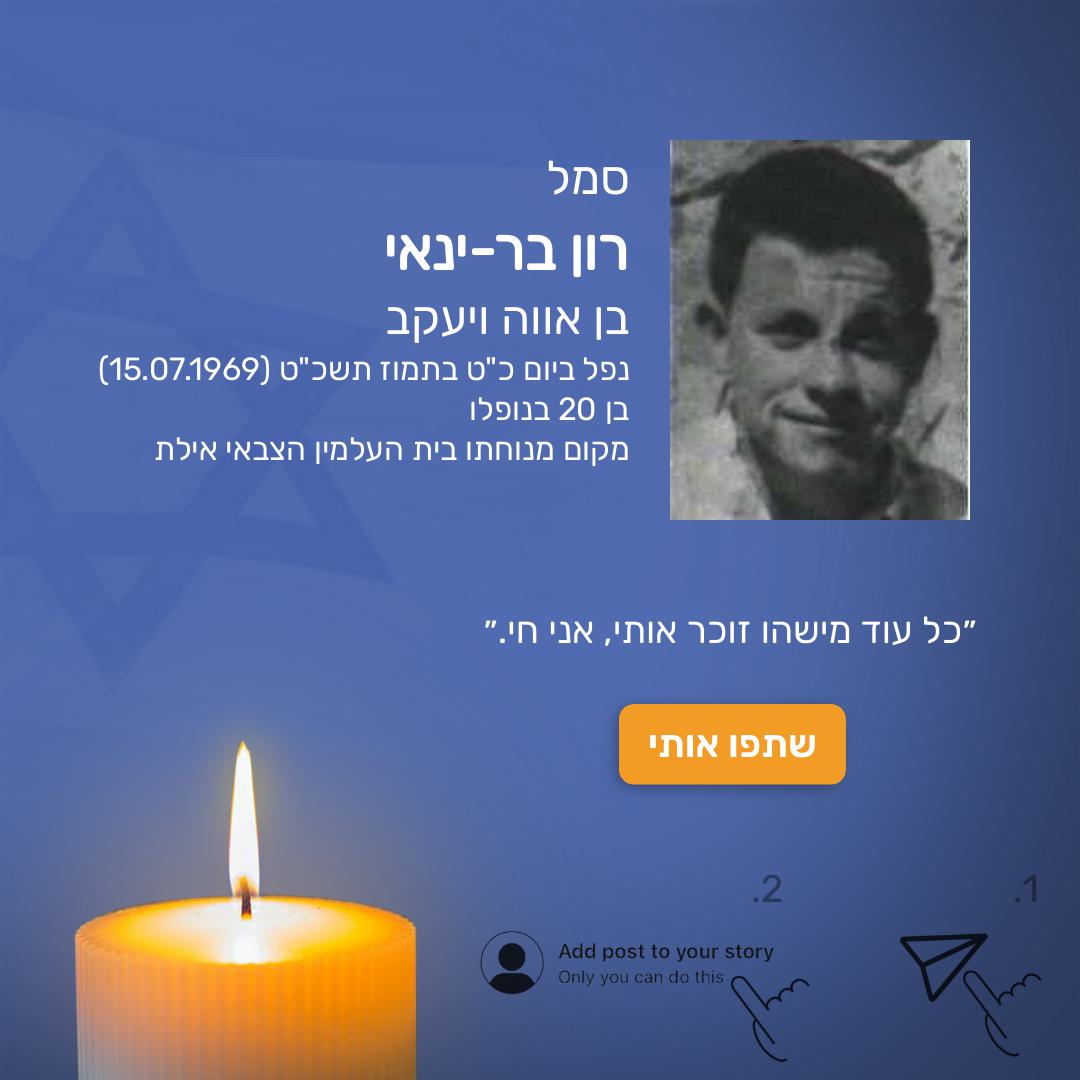 סמל
רון בר-ינאי
בן אווה ויעקב
נפל ביום כ"ט בתמוז תשכ"ט (15.07.1969)
בן 20 בנופלו
מקום מנוחתו בית העלמין הצבאי אילת
״כל עוד מישהו זוכר אותי, אני חי.״
שתפו אותי
.1
.2
Add post to your story
Only you can do this